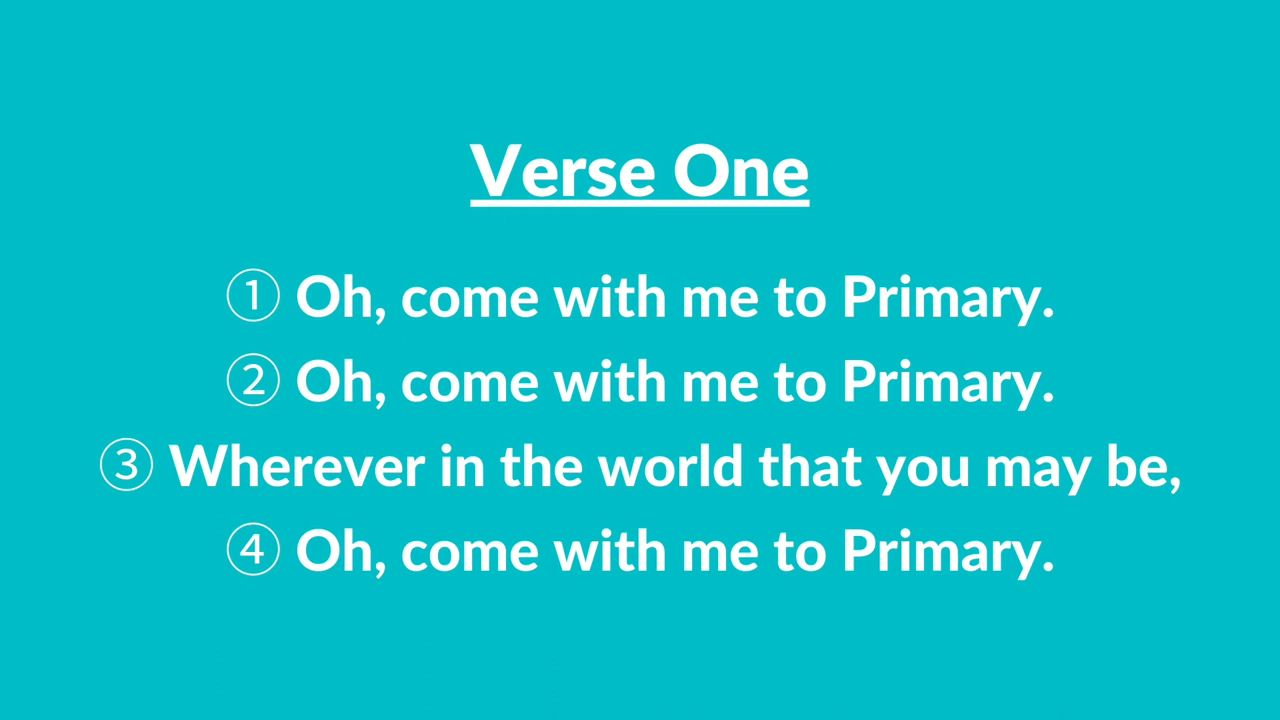 Verse One
① Oh, come with me to Primary.
② Oh, come with me to Primary.
③ Wherever in the world that you may be,
④ Oh, come with me to Primary.